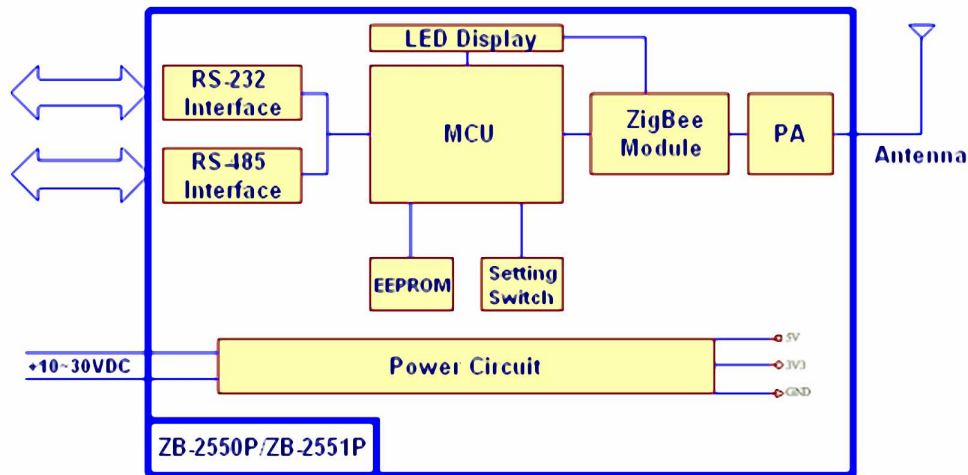 LED Display
RS-232
Interface
MCU
ZigBee
Module
PA
Antenna
RS-485
Interface
EEPROM
Setting
Switch
+10~30VDC
Power Circuit
5V
3V3
GND
ZB-2550P/ZB-2551P